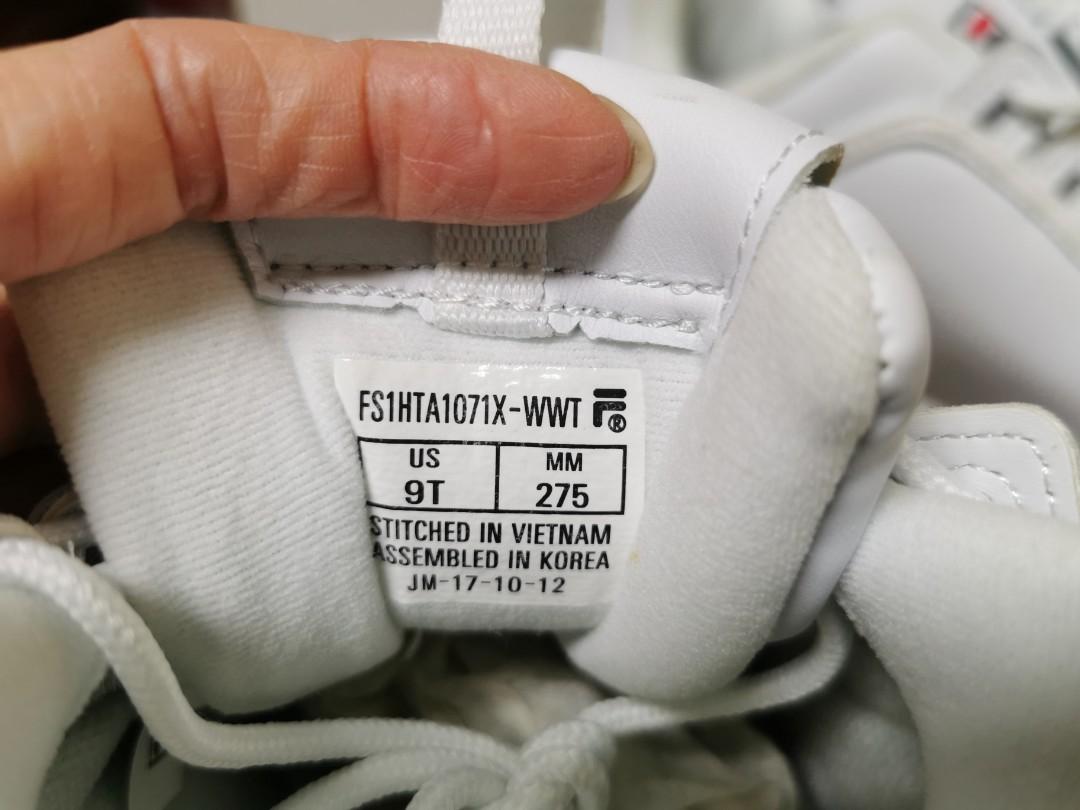 FS1HTA1071X-WWT F®
US MM
9T 275
STITCHED IN VIETNAM
ASSEMBLED IN KOREA
JM-17-10-12